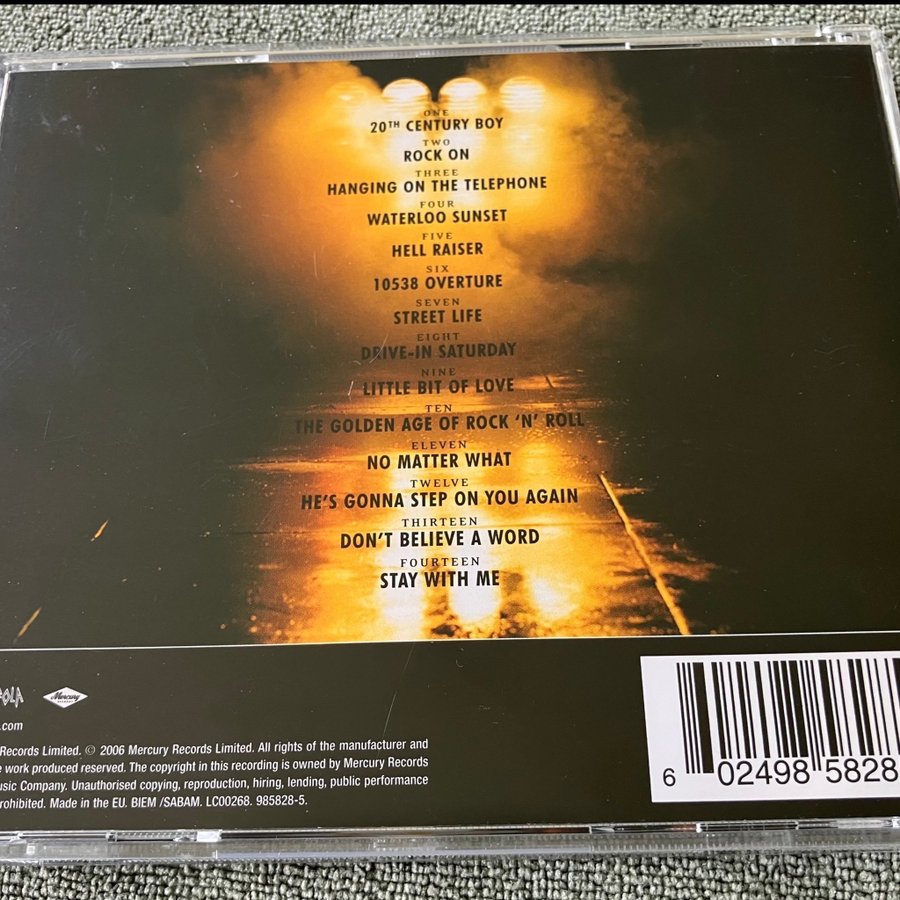 ONE
20TH CENTURY BOY
TWO
ROCK ON
THREE
HANGING ON THE TELEPHONE
FOUR
WATERLOO SUNSET
FIVE
HELL RAISER
SIX
10538 OVERTURE
SEVEN
STREET LIFE
EIGHT
DRIVE-IN SATURDAY
NINE
LITTLE BIT OF LOVE
TEN
THE GOLDEN AGE OF ROCK 'N' ROLL
ELEVEN
NO MATTER WHAT
TWELVE
HE'S GONNA STEP ON YOU AGAIN
THIRTEEN
DON'T BELIEVE A WORD
FOURTEEN
STAY WITH ME
Mercury
.com
Records Limited. © 2006 Mercury Records Limited. All rights of the manufacturer and
work produced reserved. The copyright in this recording is owned by Mercury Records
Music Company. Unauthorised copying, reproduction, hiring, lending, public performance
rohibited. Made in the EU. BIEM /SABAM. LC00268. 985828-5.
6 02498 5828